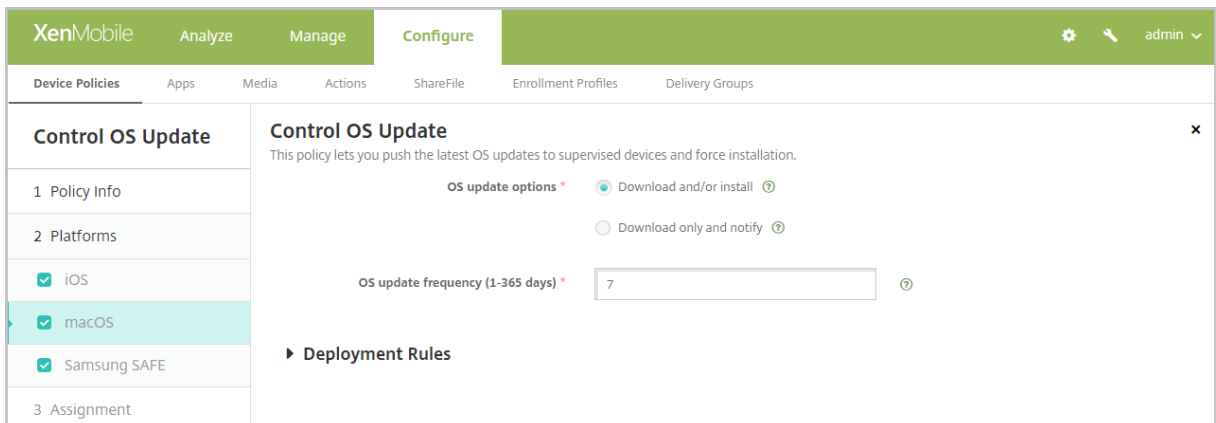 XenMobile Analyze Manage Configure admin
Device Policies Apps Media Actions ShareFile Enrollment Profiles Delivery Groups
Control OS Update
1 Policy Info
2 Platforms
iOS
macOS
Samsung SAFE
3 Assignment
Control OS Update
This policy lets you push the latest OS updates to supervised devices and force installation.
OS update options * Download and/or install ?
Download only and notify ?
OS update frequency (1-365 days) * 7 ?
Deployment Rules